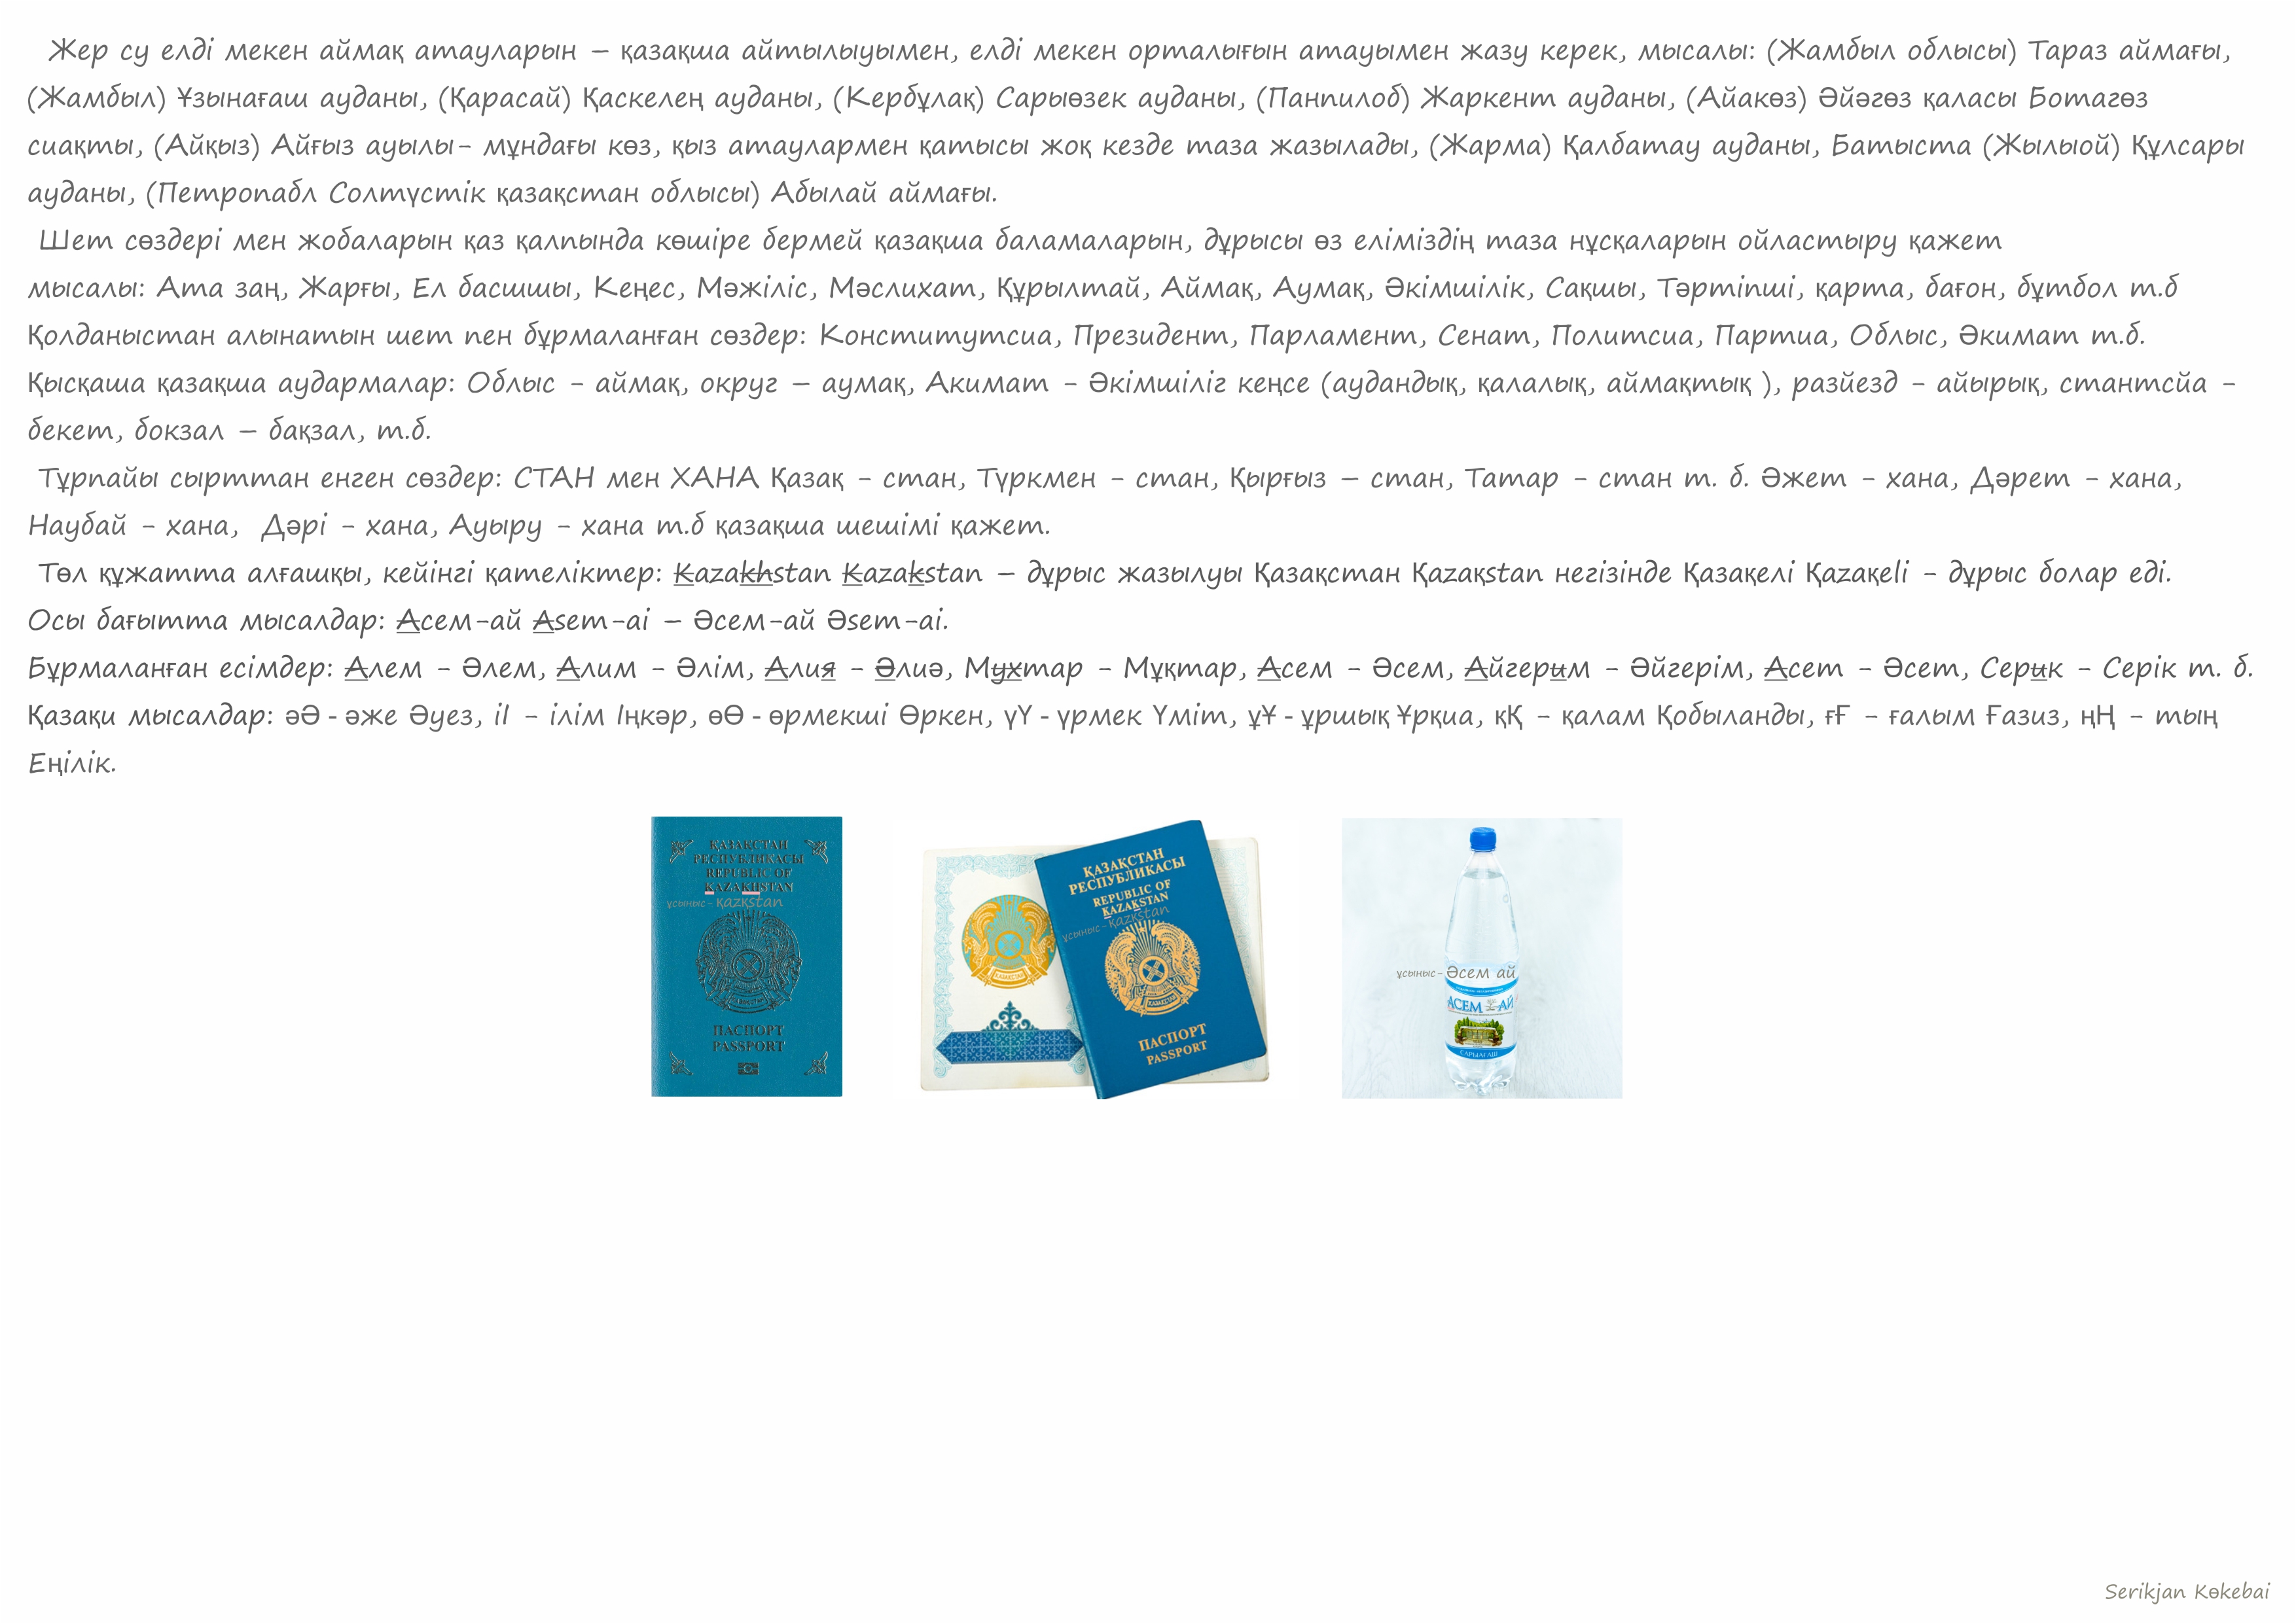 Жер су елді мекен аймақ атауларын – қазақша айтылыуымен, елді мекен орталығын атауымен жазу керек, мысалы: (Жамбыл облысы) Тараз аймағы,
(Жамбыл) Ұзынағаш ауданы, (Қарасай) Қаскелең ауданы, (Кербұлақ) Сарыөзек ауданы, (Панпилоб) Жаркент ауданы, (Айакөз) Әйәгөз қаласы Ботагөз
сиақты, (Айқыз) Айғыз ауылы- мұндағы көз, қыз атаулармен қатысы жоқ кезде таза жазылады, (Жарма) Қалбатау ауданы, Батыста (Жылыой) Құлсары
ауданы, (Петропабл Солтүстік қазақстан облысы) Абылай аймағы.
Шет сөздері мен жобаларын қаз қалпында көшіре бермей қазақша баламаларын, дұрысы өз еліміздің таза нұсқаларын ойластыру қажет
мысалы: Ата заң, Жарғы, Ел басшшы, Кеңес, Мәжіліс, Мәслихат, Құрылтай, Аймақ, Аумақ, Әкімшілік, Сақшы, Тәртіпші, қарта, бағон, бұтбол т.б
Қолданыстан алынатын шет пен бұрмаланған сөздер: Конститутсиа, Президент, Парламент, Сенат, Политсиа, Партиа, Облыс, Әкимат т.б.
Қысқаша қазақша аудармалар: Облыс - аймақ, округ – аумақ, Акимат - Әкімшіліг кеңсе (аудандық, қалалық, аймақтық ), разйезд - айырық, стантсйа -
бекет, бокзал – бақзал, т.б.
Тұрпайы сырттан енген сөздер: СТАН мен ХАНА Қазақ - стан, Түркмен - стан, Қырғыз – стан, Татар - стан т. б. Әжет - хана, Дәрет - хана,
Наубай - хана, Дәрі - хана, Ауыру - хана т.б қазақша шешімі қажет.
Төл құжатта алғашқы, кейінгі қателіктер: Kazakhstan Kazakstan – дұрыс жазылуы Қазақстан Қazaқstan негізінде Қазақелі Қazaқeli - дұрыс болар еді.
Осы бағытта мысалдар: Асем-ай Asem-ai – Әсем-ай Әsem-ai.
Бұрмаланған есімдер: Алем - Әлем, Алим - Әлім, Алия - Әлиә, Мухтар - Мұқтар, Асем - Әсем, Айгерим - Әйгерім, Асет - Әсет, Серик - Серік т. б.
Қазақи мысалдар: әӘ - әже Әуез, іІ - ілім Іңкәр, өӨ - өрмекші Өркен, үҮ - үрмек Үміт, ұҰ - ұршық Ұрқиа, қҚ - қалам Қобыланды, ғҒ - ғалым Ғазиз, ңҢ - тың
Еңілік.
ҚАЗАҚСТАН
РЕСПУБЛИКАСЫ
REPUBLIC OF
KAZAKHSTAN
ұсыныс - қazқstan
ПАСПОРТ
PASSPORT
ҚАЗАҚСТАН
РЕСПУБЛИКАСЫ
REPUBLIC OF
KAZAKSTAN
ұсыныс - қazқstan
ПАСПОРТ
PASSPORT
ұсыныс - Әсем ай
АСЕМ АЙ
САРЫАГАШ
Serikjan Kөkebai